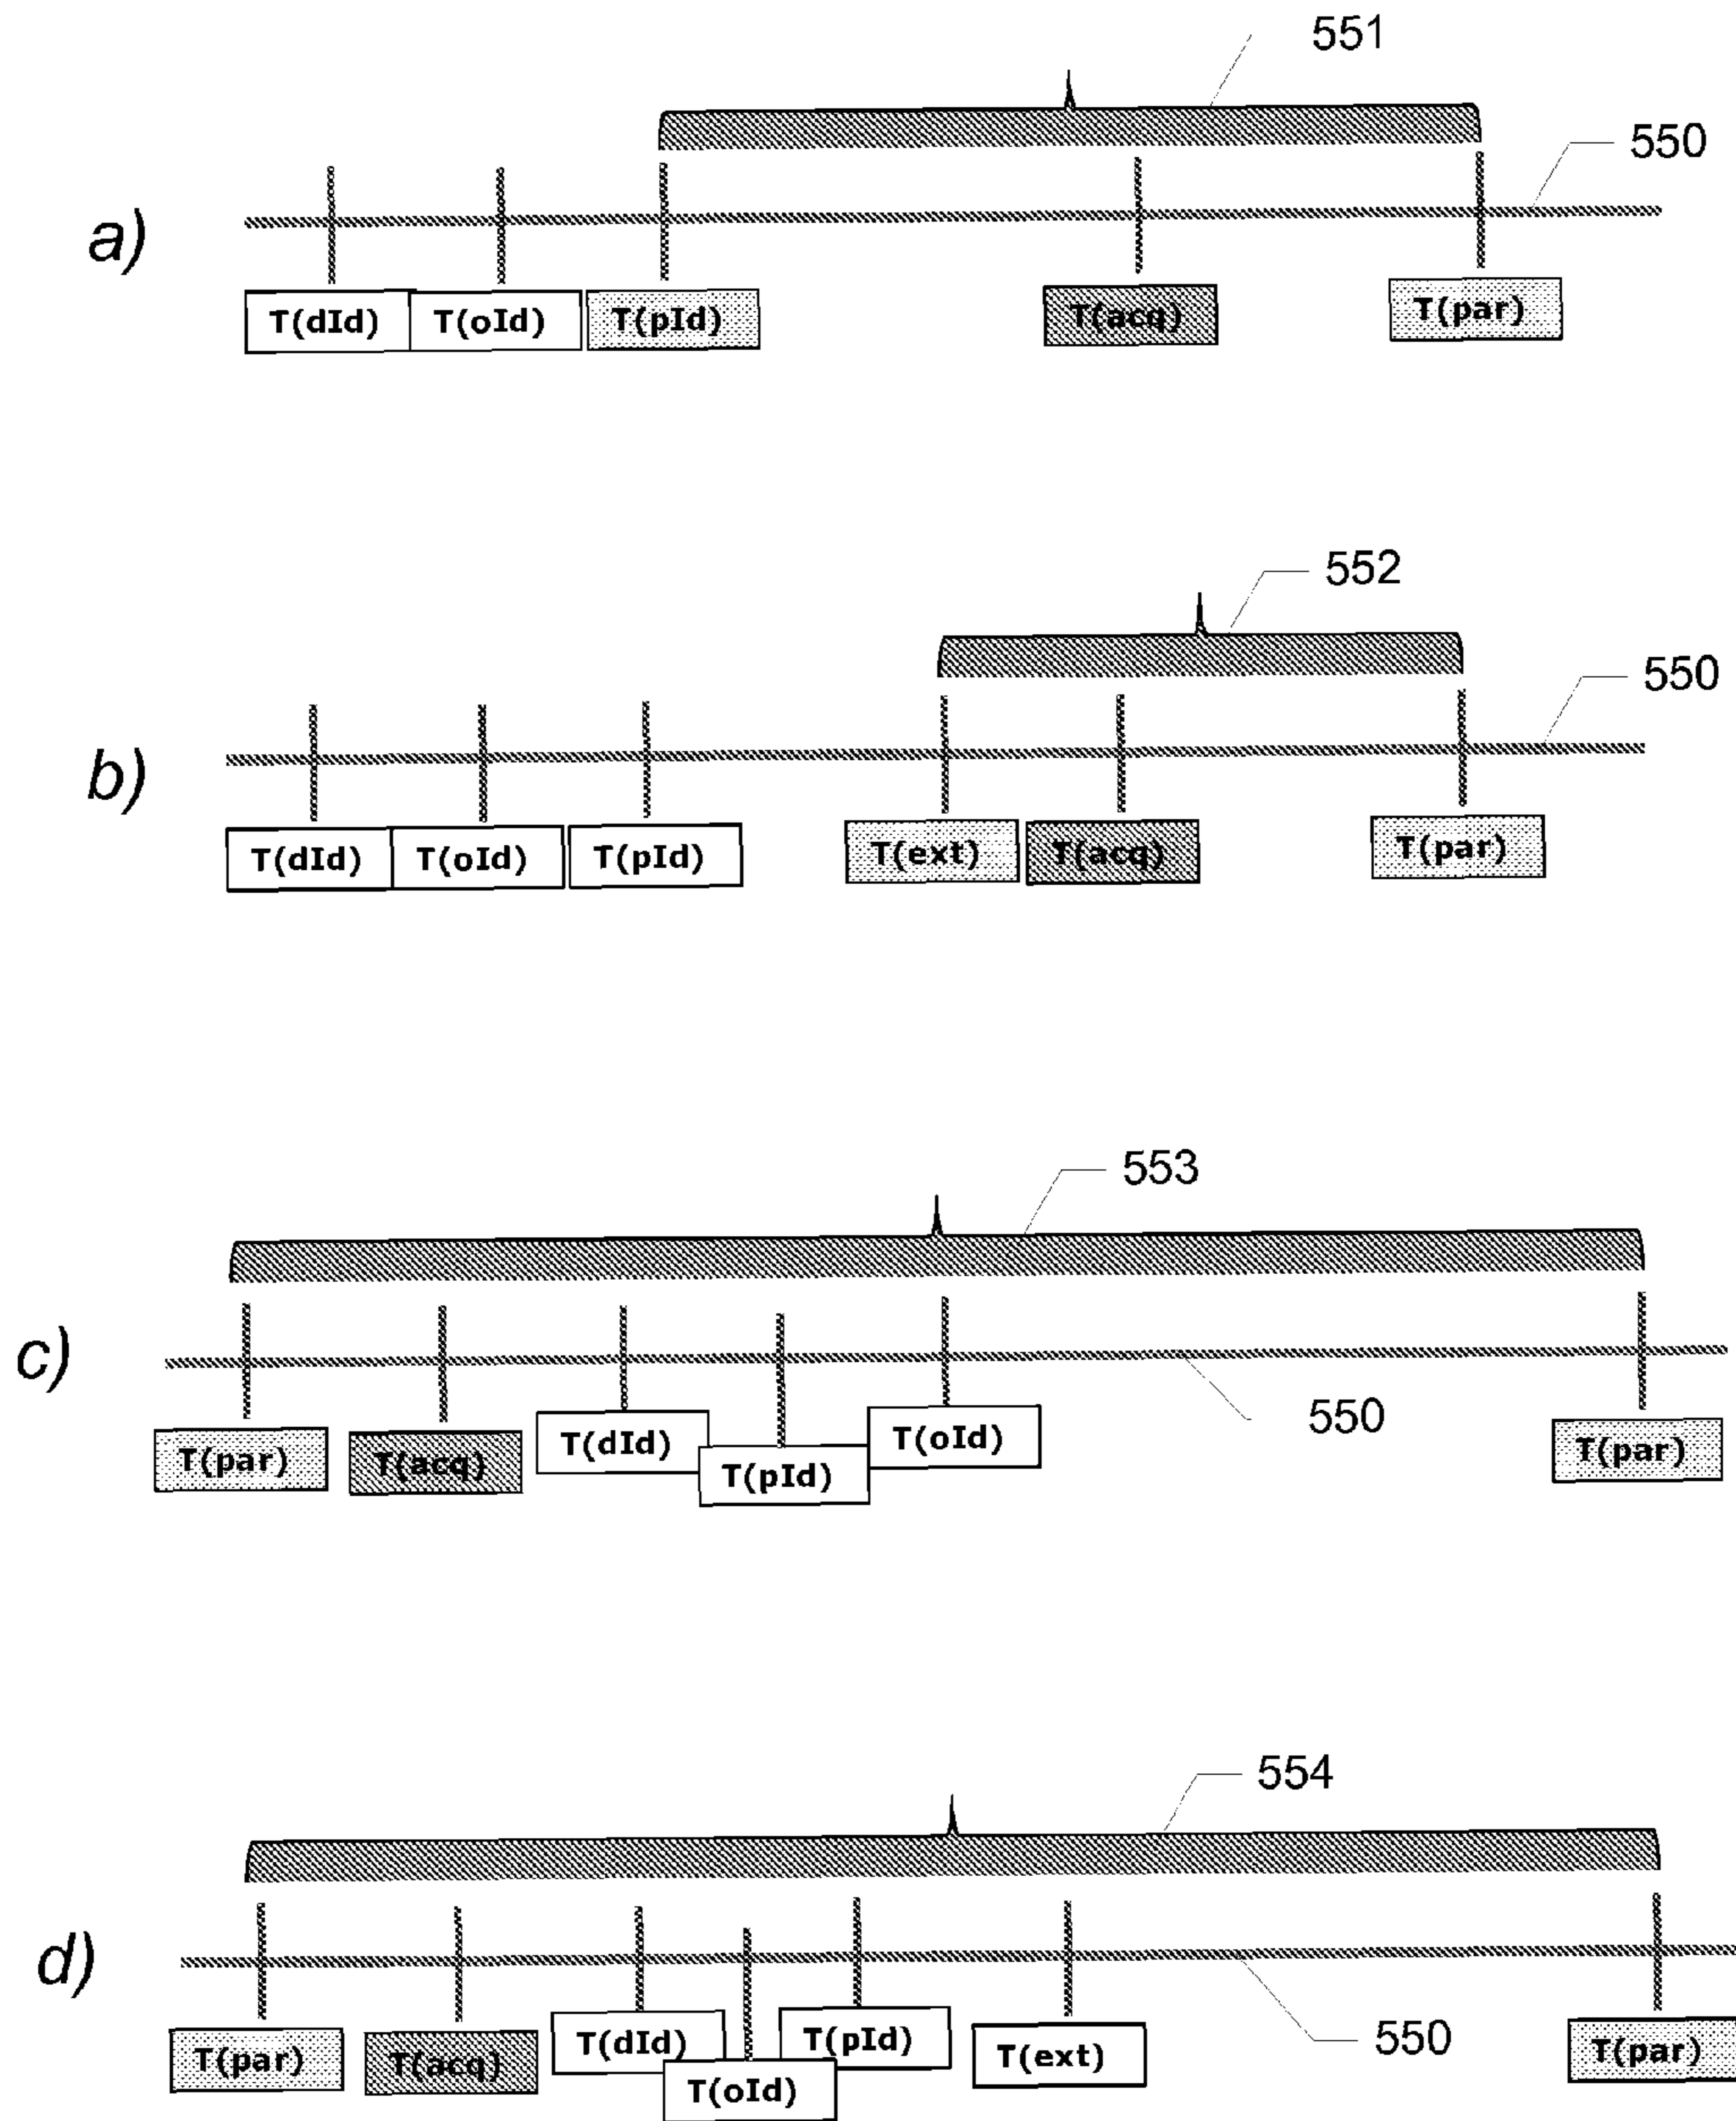 551
550
a)
T(dId) T(oId) T(pId) T(acq) T(par)
552
550
b)
T(dId) T(oId) T(pId) T(ext) T(acq) T(par)
553
c)
550
T(par) T(acq) T(dId) T(pId) T(oId) T(par)
554
d)
550
T(par) T(acq) T(dId) T(oId) T(pId) T(ext) T(par)